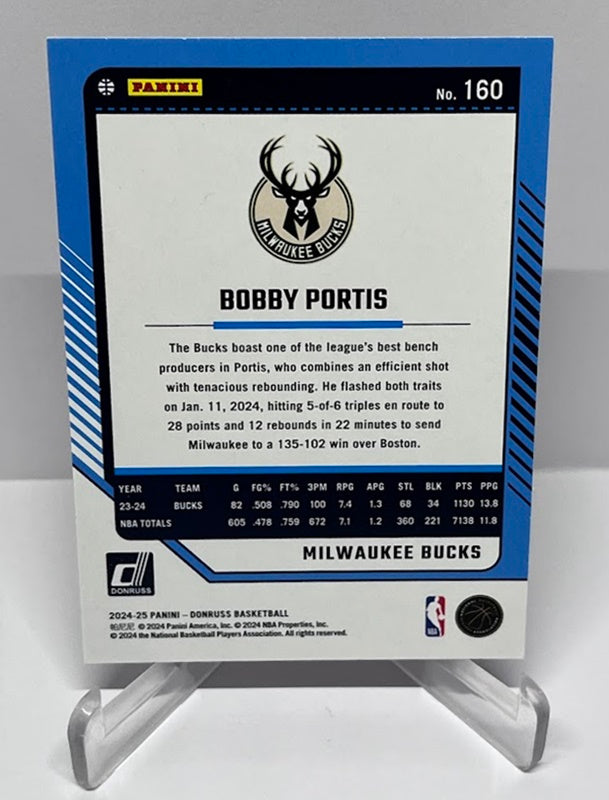 PANINI
No. 160
MILWAUKEE BUCKS
BOBBY PORTIS
The Bucks boast one of the league's best bench
producers in Portis, who combines an efficient shot
with tenacious rebounding. He flashed both traits
on Jan. 11, 2024, hitting 5-of-6 triples en route to
28 points and 12 rebounds in 22 minutes to send
Milwaukee to a 135-102 win over Boston.
YEAR TEAM G FG% FT% 3PM RPG APG STL BLK PTS PPG
23-24 BUCKS 82 .508 .790 100 7.4 1.3 68 34 1130 13.8
NBA TOTALS 605 .478 .759 672 7.1 1.2 360 221 7138 11.8
MILWAUKEE BUCKS
DONRUSS
2024-25 PANINI – DONRUSS BASKETBALL
帕尼尼 © 2024 Panini America, Inc. © 2024 NBA Properties, Inc.
© 2024 the National Basketball Players Association. All rights reserved.
NBA